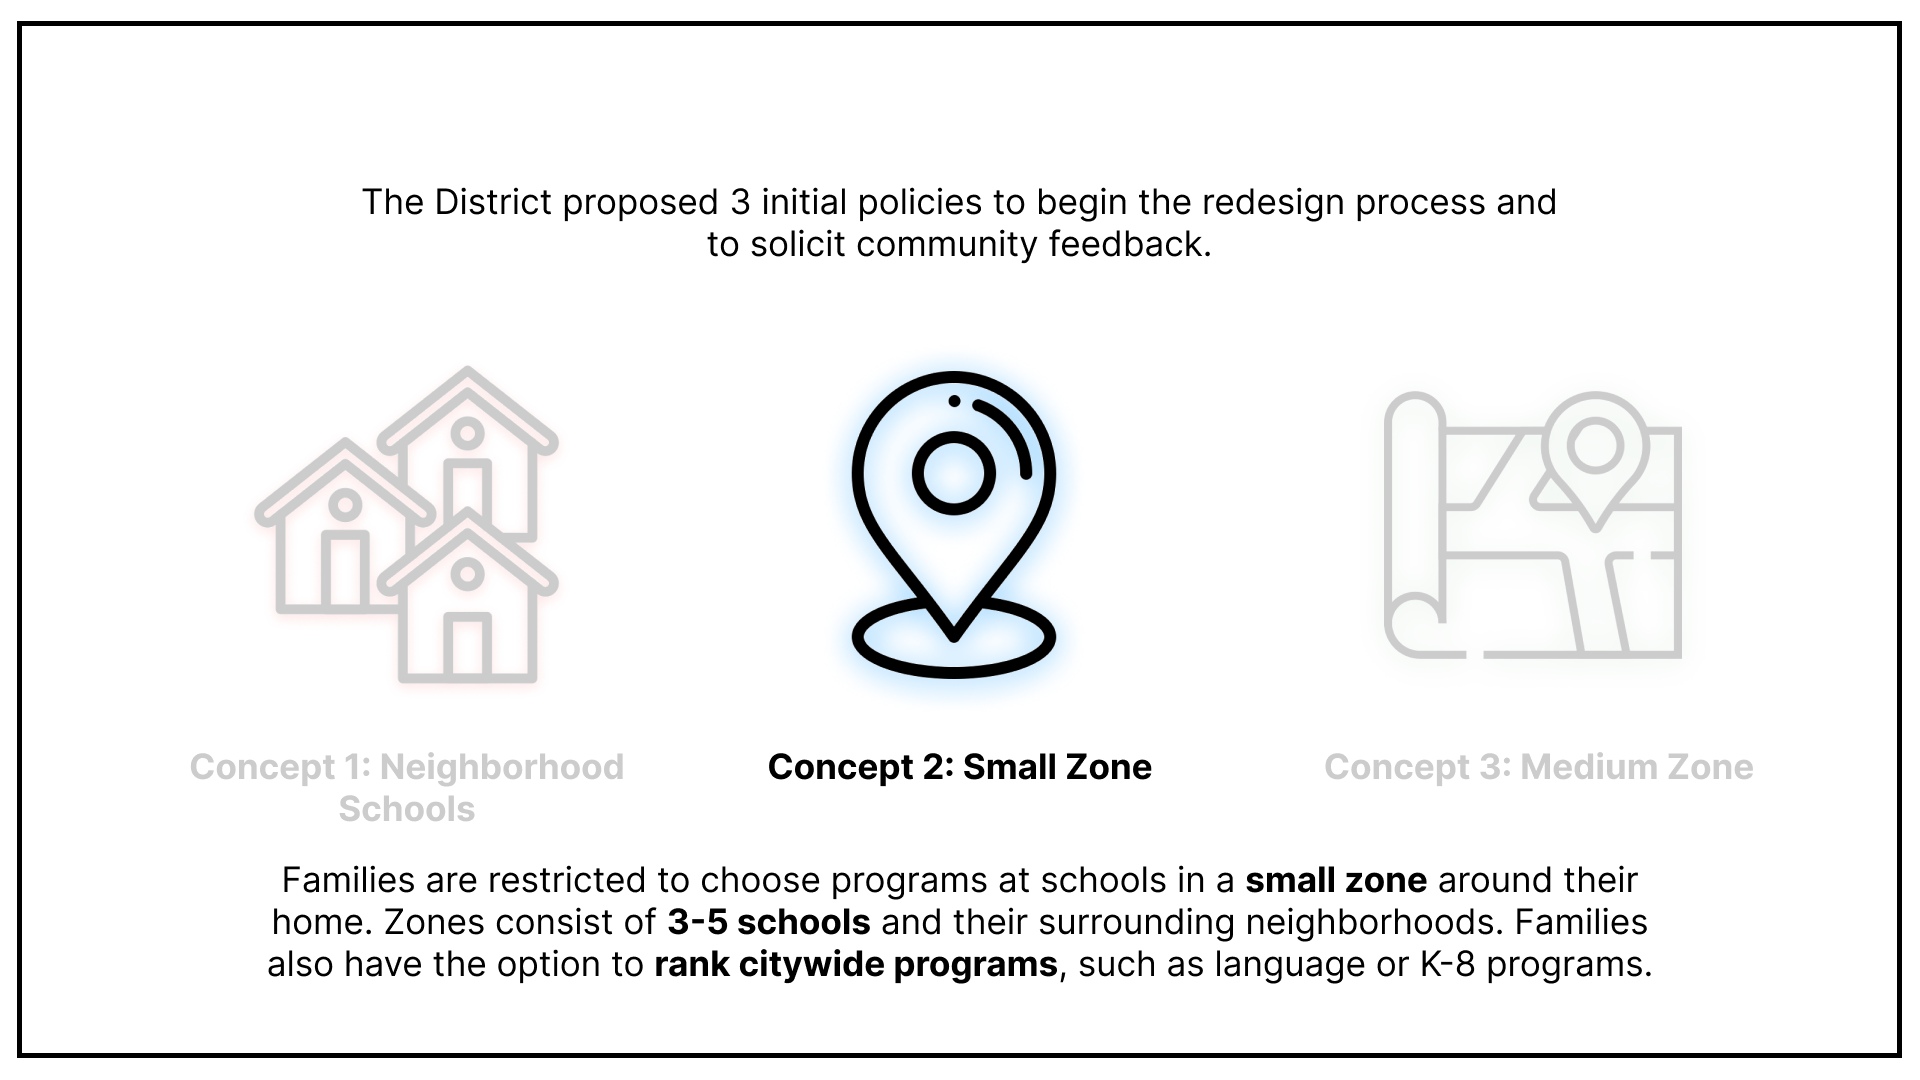 The District proposed 3 initial policies to begin the redesign process and
to solicit community feedback.
Concept 1: Neighborhood
Schools
Concept 2: Small Zone
Concept 3: Medium Zone
Families are restricted to choose programs at schools in a small zone around their
home. Zones consist of 3-5 schools and their surrounding neighborhoods. Families
also have the option to rank citywide programs, such as language or K-8 programs.